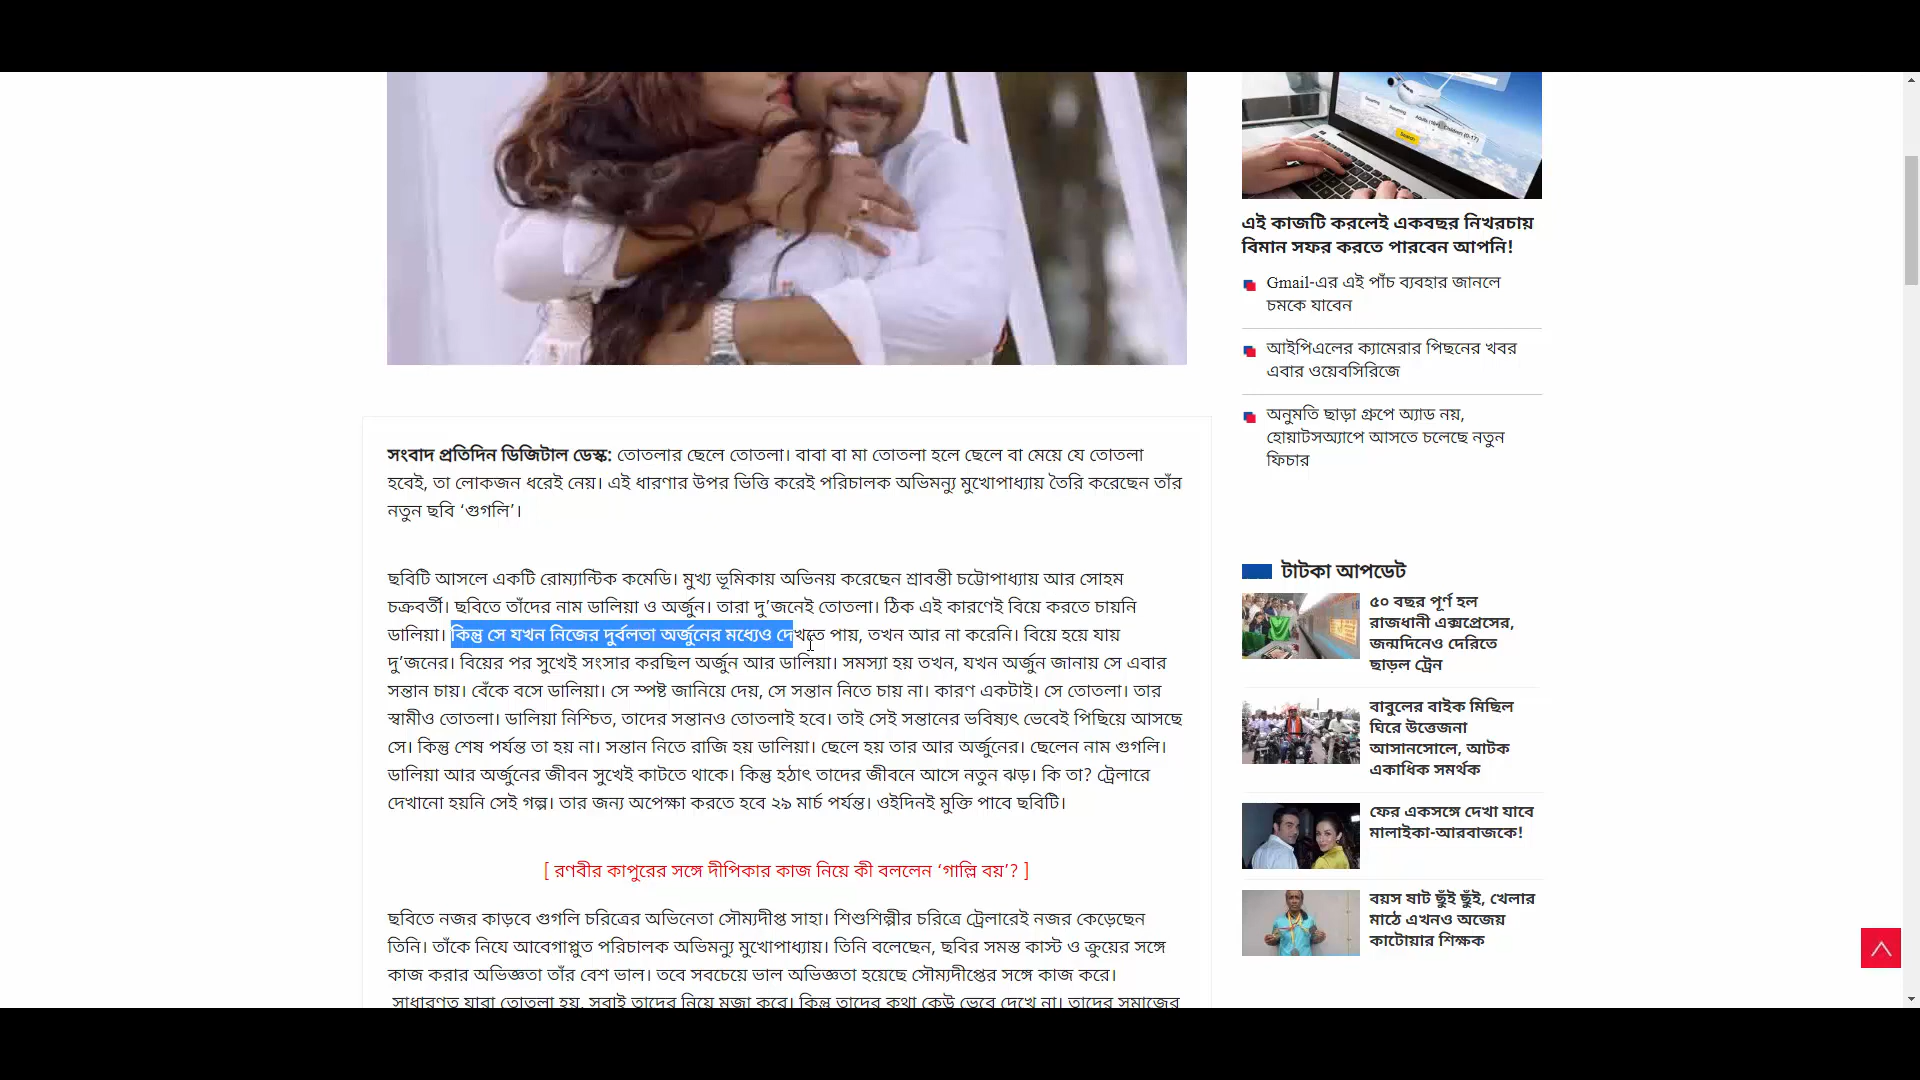 এই কাজটি করলেই একবছর নিখরচায়
বিমান সফর করতে পারবেন আপনি!
Gmail-এর এই পাঁচ ব্যবহার জানলে
চমকে যাবেন
আইপিএলের ক্যামেরার পিছনের খবর
এবার ওয়েবসিরিজে
অনুমতি ছাড়া গ্রুপে অ্যাড নয়,
হোয়াটসঅ্যাপে আসতে চলেছে নতুন
ফিচার
সংবাদ প্রতিদিন ডিজিটাল ডেস্ক: তোতলার ছেলে তোতলা। বাবা বা মা তোতলা হলে ছেলে বা মেয়ে যে তোতলা
হবেই, তা লোকজন ধরেই নেয়। এই ধারণার উপর ভিত্তি করেই পরিচালক অভিমন্যু মুখোপাধ্যায় তৈরি করেছেন তাঁর
নতুন ছবি ‘গুগলি’।
ছবিটি আসলে একটি রোম্যান্টিক কমেডি। মুখ্য ভূমিকায় অভিনয় করেছেন শ্রাবন্তী চট্টোপাধ্যায় আর সোহম
চক্রবর্তী। ছবিতে তাঁদের নাম ডালিয়া ও অর্জুন। তারা দু’জনেই তোতলা। ঠিক এই কারণেই বিয়ে করতে চায়নি
ডালিয়া। কিন্তু সে যখন নিজের দুর্বলতা অর্জুনের মধ্যেও দেখতে পায়, তখন আর না করেনি। বিয়ে হয়ে যায়
দু’জনের। বিয়ের পর সুখেই সংসার করছিল অর্জুন আর ডালিয়া। সমস্যা হয় তখন, যখন অর্জুন জানায় সে এবার
সন্তান চায়। বেঁকে বসে ডালিয়া। সে স্পষ্ট জানিয়ে দেয়, সে সন্তান নিতে চায় না। কারণ একটাই। সে তোতলা। তার
স্বামীও তোতলা। ডালিয়া নিশ্চিত, তাদের সন্তানও তোতলাই হবে। তাই সেই সন্তানের ভবিষ্যৎ ভেবেই পিছিয়ে আসছে
সে। কিন্তু শেষ পর্যন্ত তা হয় না। সন্তান নিতে রাজি হয় ডালিয়া। ছেলে হয় তার আর অর্জুনের। ছেলেন নাম গুগলি।
ডালিয়া আর অর্জুনের জীবন সুখেই কাটতে থাকে। কিন্তু হঠাৎ তাদের জীবনে আসে নতুন ঝড়। কি তা? ট্রেলারে
দেখানো হয়নি সেই গল্প। তার জন্য অপেক্ষা করতে হবে ২৯ মার্চ পর্যন্ত। ওইদিনই মুক্তি পাবে ছবিটি।
[ রণবীর কাপুরের সঙ্গে দীপিকার কাজ নিয়ে কী বললেন ‘গাল্লি বয়’? ]
ছবিতে নজর কাড়বে গুগলি চরিত্রের অভিনেতা সৌম্যদীপ্ত সাহা। শিশুশিল্পীর চরিত্রে ট্রেলারেই নজর কেড়েছেন
তিনি। তাঁকে নিযে আবেগাপ্লুত পরিচালক অভিমন্যু মুখোপাধ্যায়। তিনি বলেছেন, ছবির সমস্ত কাস্ট ও ক্রুয়ের সঙ্গে
কাজ করার অভিজ্ঞতা তাঁর বেশ ভাল। তবে সবচেয়ে ভাল অভিজ্ঞতা হয়েছে সৌম্যদীপ্তের সঙ্গে কাজ করে।
সাধারণত যারা তোতলা হয়, সবাই তাদের নিয়ে মজা করে। কিন্তু তাদের কথা কেউ ভেবে দেখে না। তাদের সমাজের
টাটকা আপডেট
৫০ বছর পূর্ণ হল
রাজধানী এক্সপ্রেসের,
জন্মদিনেও দেরিতে
ছাড়ল ট্রেন
বাবুলের বাইক মিছিল
ঘিরে উত্তেজনা
আসানসোলে, আটক
একাধিক সমর্থক
ফের একসঙ্গে দেখা যাবে
মালাইকা-আরবাজকে!
বয়স ষাট ছুঁই ছুঁই, খেলার
মাঠে এখনও অজেয়
কাটোয়ার শিক্ষক